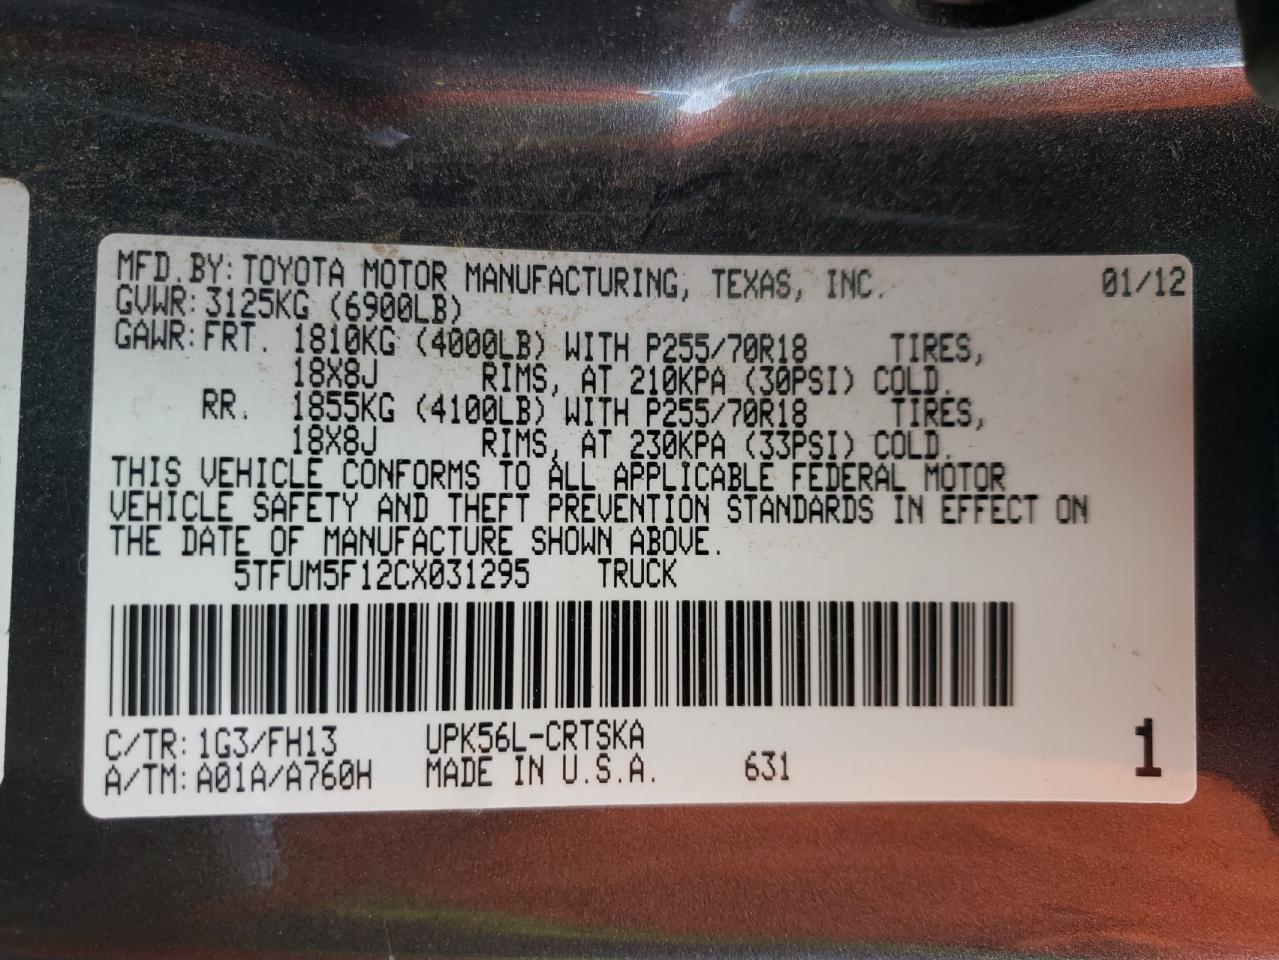 MFD.BY:TOYOTA MOTOR MANUFACTURING, TEXAS, INC. 01/12
GVWR:3125KG (6900LB)
GAWR:FRT. 1810KG (4000LB) WITH P255/70R18 TIRES,
18X8J RIMS, AT 210KPA (30PSI) COLD.
RR. 1855KG (4100LB) WITH P255/70R18 TIRES,
18X8J RIMS, AT 230KPA (33PSI) COLD.
THIS VEHICLE CONFORMS TO ALL APPLICABLE FEDERAL MOTOR
VEHICLE SAFETY AND THEFT PREVENTION STANDARDS IN EFFECT ON
THE DATE OF MANUFACTURE SHOWN ABOVE.
5TFUM5F12CX031295 TRUCK
C/TR:1G3/FH13 UPK56L-CRTSKA
A/TM:A01A/A760H MADE IN U.S.A. 631 1